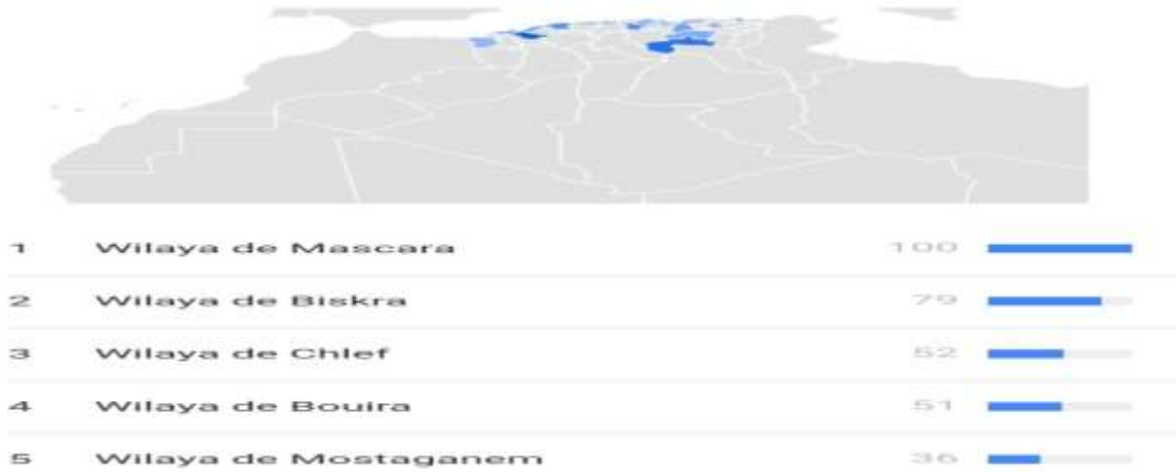 1 Wilaya de Mascara 100
2 Wilaya de Biskra 79
3 Wilaya de Chlef 52
4 Wilaya de Bouira 51
5 Wilaya de Mostaganem 36